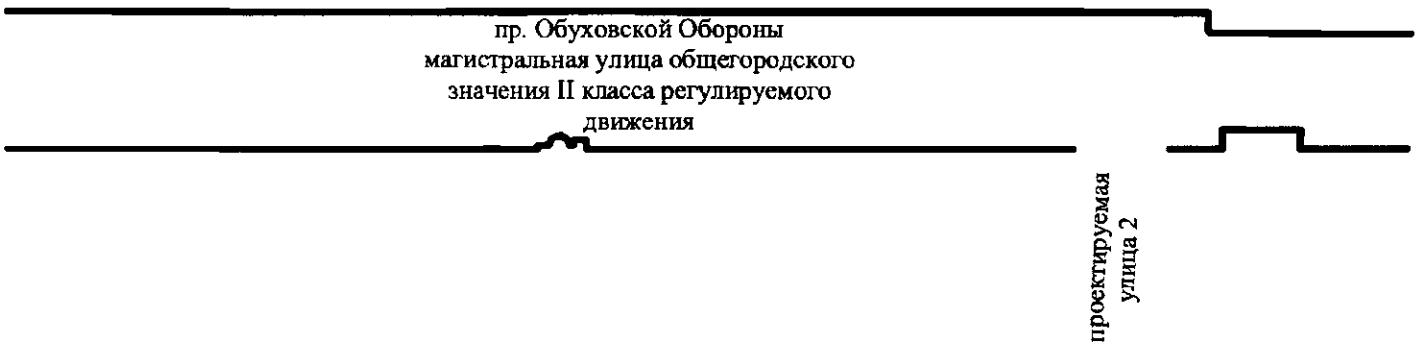 пр. Обуховской Обороны
магистральная улица общегородского
значения II класса регулируемого
движения
проектируемая
улица 2